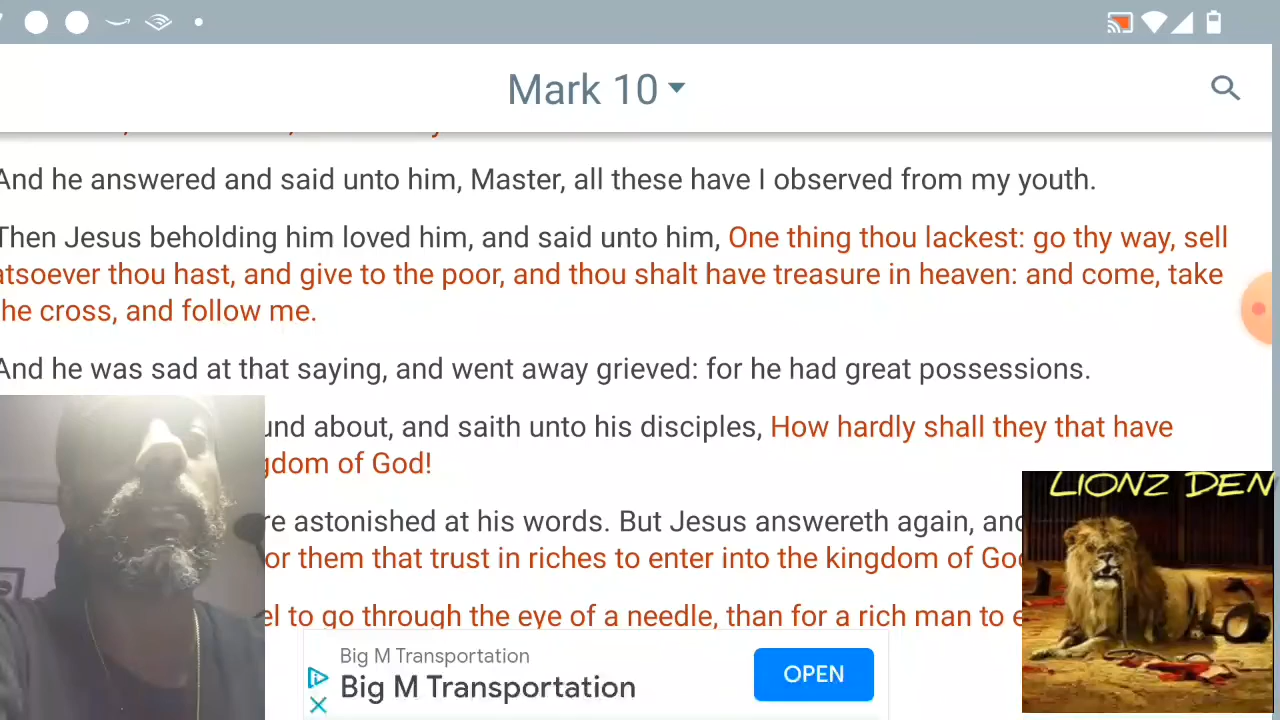 Mark 10
And he answered and said unto him, Master, all these have I observed from my youth.
Then Jesus beholding him loved him, and said unto him, One thing thou lackest: go thy way, sell
atsoever thou hast, and give to the poor, and thou shalt have treasure in heaven: and come, take
he cross, and follow me.
And he was sad at that saying, and went away grieved: for he had great possessions.
und about, and saith unto his disciples, How hardly shall they that have
gdom of God!
re astonished at his words. But Jesus answereth again, and
or them that trust in riches to enter into the kingdom of God
el to go through the eye of a needle, than for a rich man to e
LIONZ DEN
Big M Transportation
Big M Transportation
OPEN